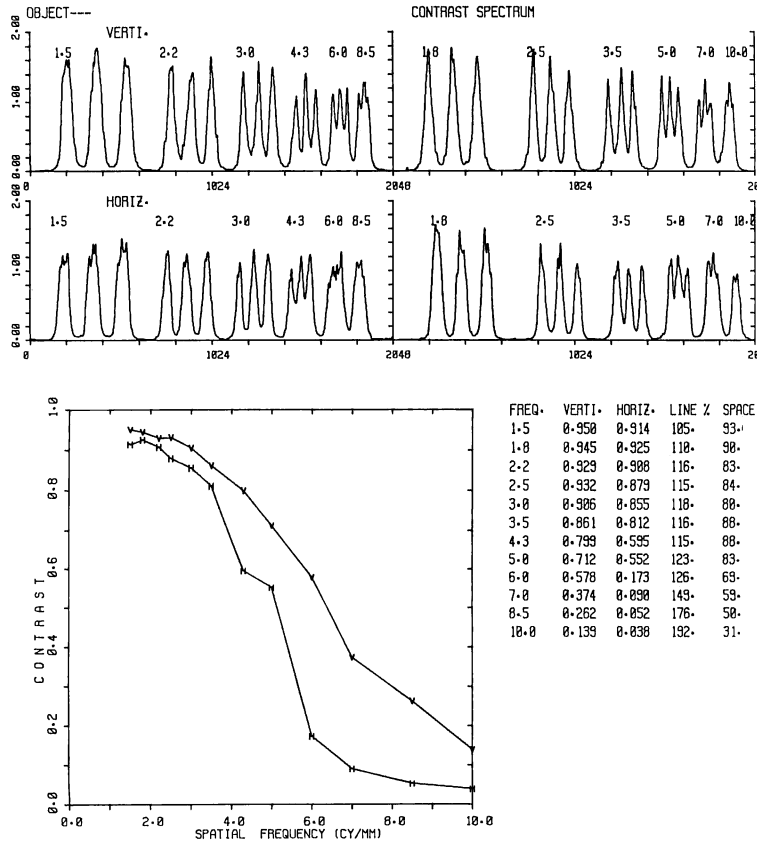 OBJECT---
CONTRAST SPECTRUM
VERTI.
1.5 2.2 3.0 4.3 6.0 8.5
1.8 2.5 3.5 5.0 7.0 10.0
2.00
1.00
0.00
0 1024 2048 1024
HORIZ.
1.5 2.2 3.0 4.3 6.0 8.5
1.8 2.5 3.5 5.0 7.0 10.0
2.00
1.00
0.00
0 1024 2048 1024
1.0
0.8
0.6
0.4
0.2
0.0
CONTRAST
0.0 2.0 4.0 6.0 8.0 10.0
SPATIAL FREQUENCY (CY/MM)
FREQ. VERTI. HORIZ. LINE % SPACE
1.5 0.950 0.914 105. 93.
1.8 0.945 0.925 110. 90.
2.2 0.929 0.908 116. 83.
2.5 0.932 0.879 115. 84.
3.0 0.906 0.855 118. 80.
3.5 0.861 0.812 116. 88.
4.3 0.799 0.595 115. 88.
5.0 0.712 0.552 123. 83.
6.0 0.578 0.173 126. 69.
7.0 0.374 0.090 149. 59.
8.5 0.262 0.052 176. 50.
10.0 0.139 0.038 192. 31.